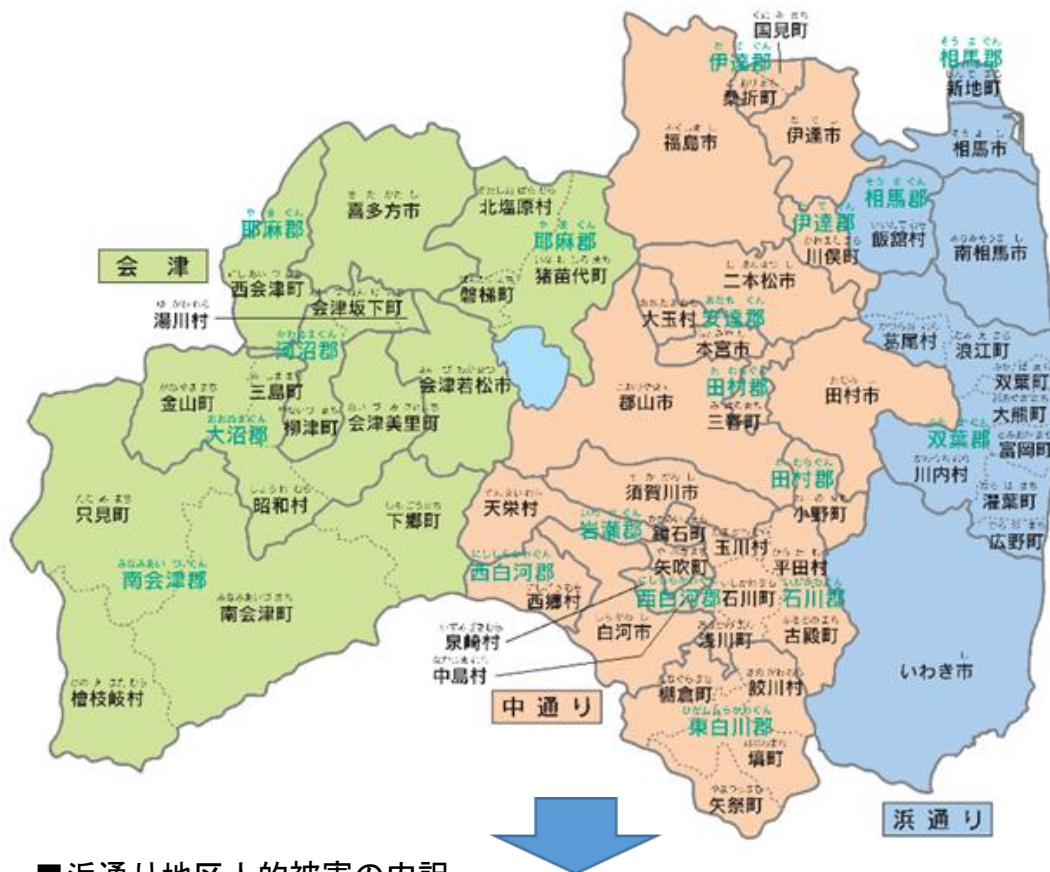 国見町
伊達郡
桑折町
相馬郡
新地町
福島市
伊達市
相馬市
喜多方市
北塩原村
耶麻郡
耶麻郡
伊達郡
川俣町
相馬郡
飯舘村
南相馬市
会津
西会津町
猪苗代町
磐梯町
二本松市
湯川村
会津坂下町
大玉村
安達郡
本宮市
葛尾村
浪江町
河沼郡
会津若松市
双葉町
金山町
三島町
郡山市
田村郡
三春町
田村市
大熊町
大沼郡
柳津町
会津美里町
双葉郡
富岡町
川内村
只見町
昭和村
下郷町
天栄村
須賀川市
田村郡
小野町
楢葉町
広野町
岩瀬郡
鏡石町
玉川村
平田村
南会津郡
西白河郡
矢吹町
西郷村
西白河郡
石川町
石川郡
南会津町
白河市
浅川町
古殿町
泉崎村
中島村
いわき市
檜枝岐村
中通り
棚倉町
鮫川村
東白川郡
塙町
矢祭町
浜通り
■浜通り地区人的被害の内訳